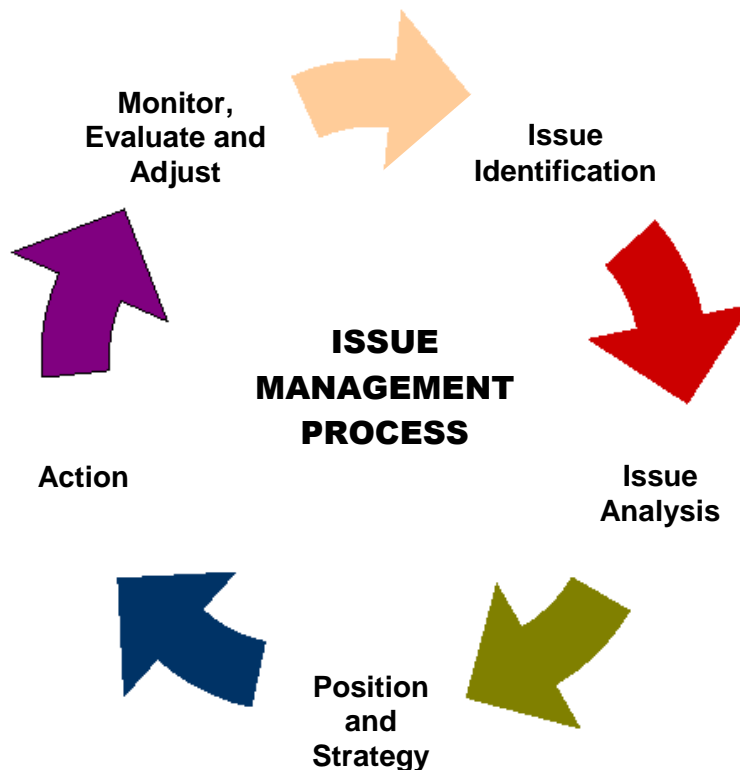 Monitor,
Evaluate and
Adjust
Issue
Identification
ISSUE
MANAGEMENT
PROCESS
Action
Issue
Analysis
Position
and
Strategy